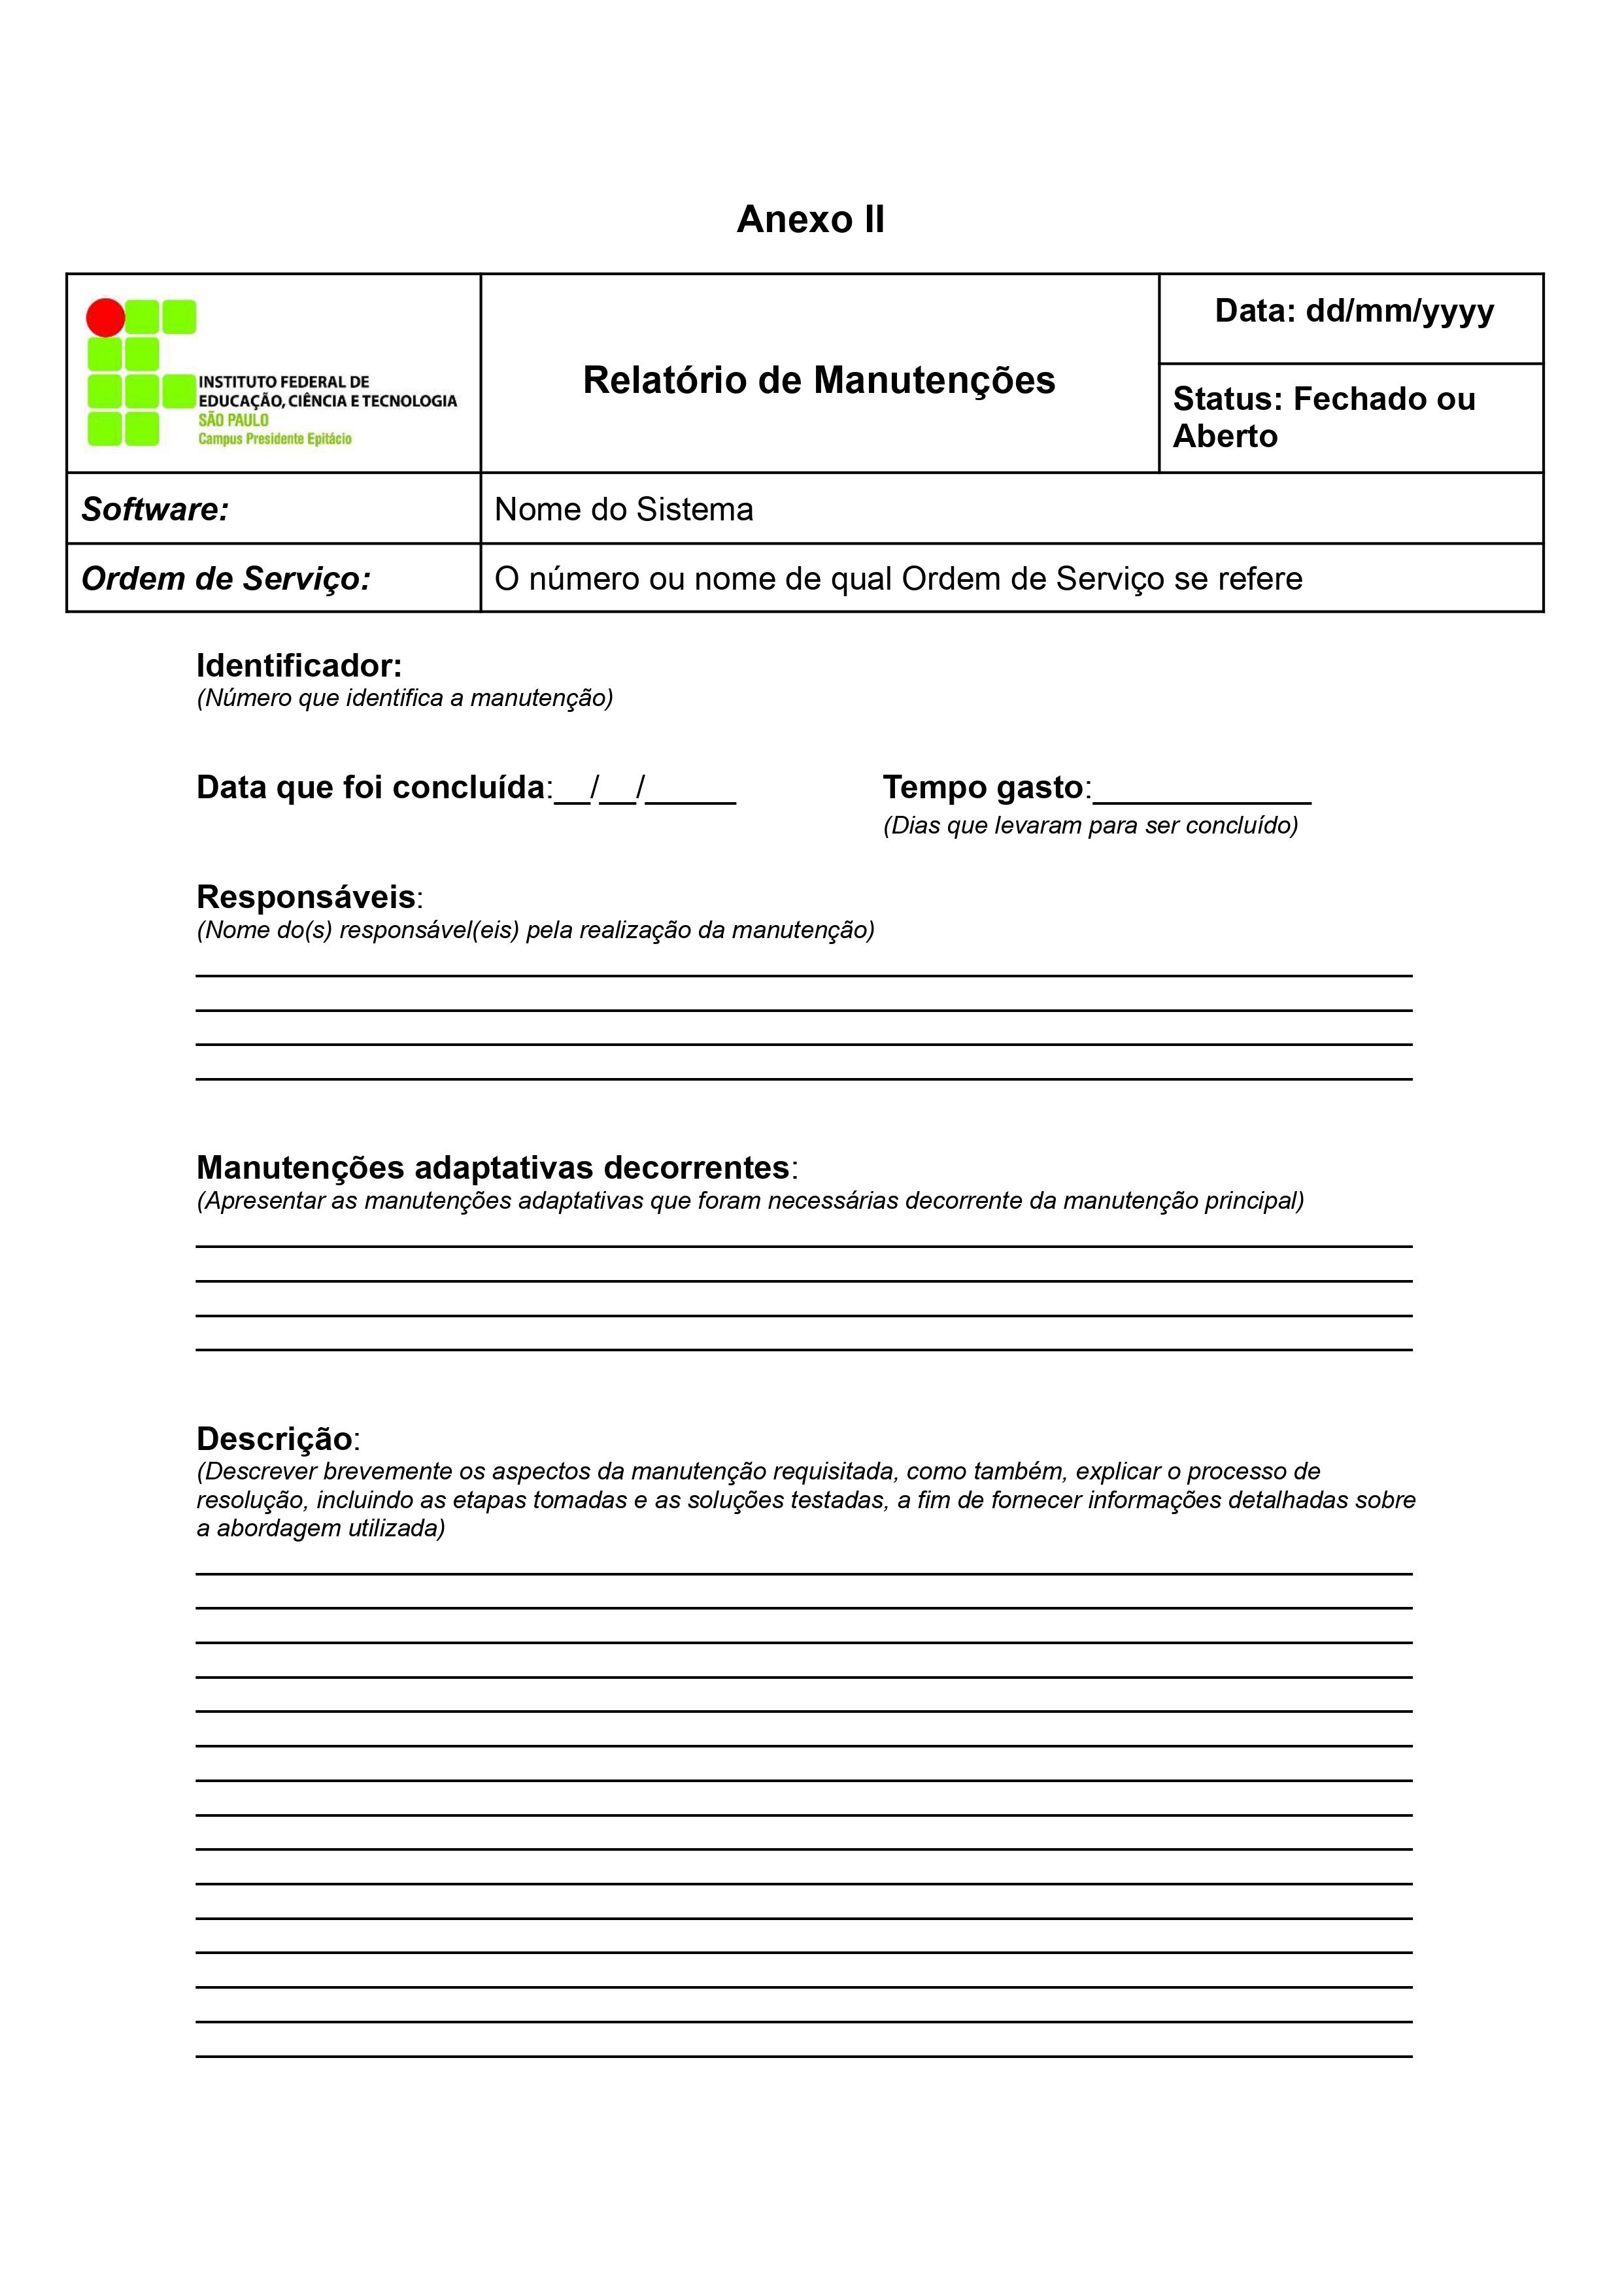 Anexo II
INSTITUTO FEDERAL DE
EDUCAÇÃO, CIÊNCIA E TECNOLOGIA
SÃO PAULO
Campus Presidente Epitácio
Relatório de Manutenções
Data: dd/mm/yyyy
Status: Fechado ou
Aberto
Software:
Nome do Sistema
Ordem de Serviço:
O número ou nome de qual Ordem de Serviço se refere
Identificador:
(Número que identifica a manutenção)
Data que foi concluída:__/__/_____
Tempo gasto:____________
(Dias que levaram para ser concluído)
Responsáveis:
(Nome do(s) responsável(eis) pela realização da manutenção)
Manutenções adaptativas decorrentes:
(Apresentar as manutenções adaptativas que foram necessárias decorrente da manutenção principal)
Descrição:
(Descrever brevemente os aspectos da manutenção requisitada, como também, explicar o processo de
resolução, incluindo as etapas tomadas e as soluções testadas, a fim de fornecer informações detalhadas sobre
a abordagem utilizada)